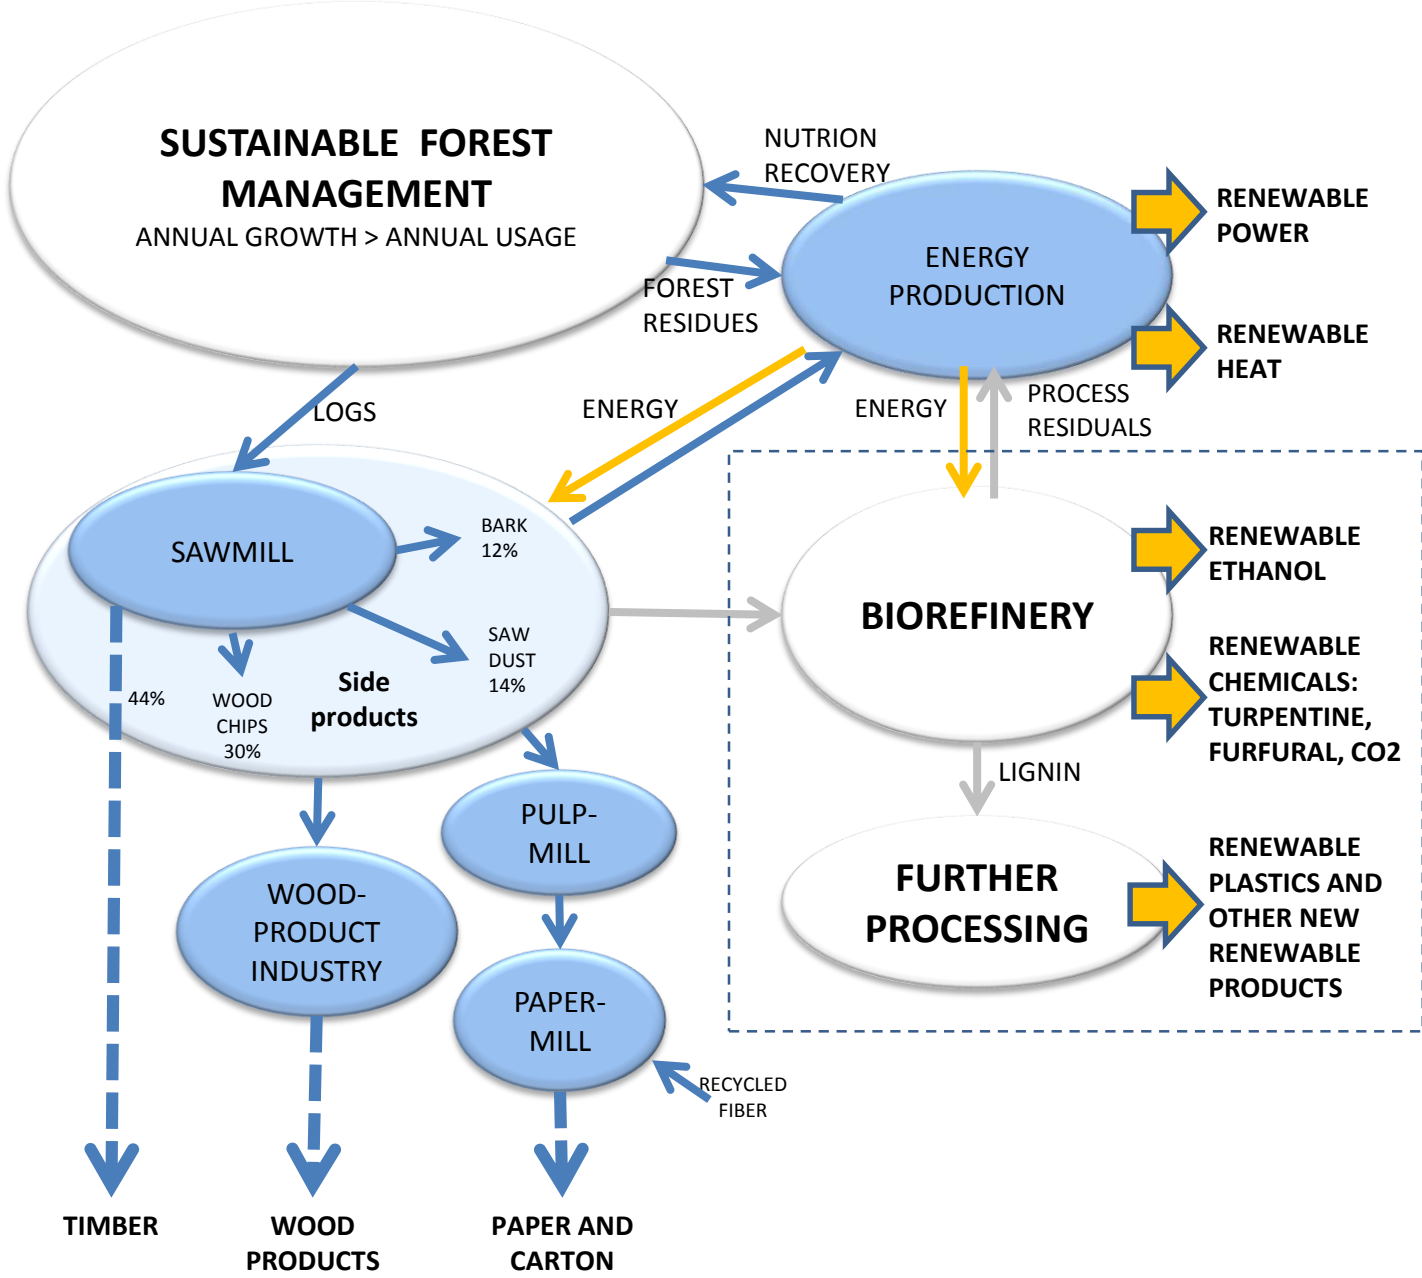 SUSTAINABLE FOREST
MANAGEMENT
ANNUAL GROWTH > ANNUAL USAGE
NUTRION
RECOVERY
FOREST
RESIDUES
ENERGY
PRODUCTION
RENEWABLE
POWER
RENEWABLE
HEAT
LOGS
ENERGY
ENERGY
PROCESS
RESIDUALS
SAWMILL
BARK
12%
SAW
DUST
14%
WOOD
CHIPS
30%
44%
Side
products
BIOREFINERY
RENEWABLE
ETHANOL
RENEWABLE
CHEMICALS:
TURPENTINE,
FURFURAL, CO2
LIGNIN
PULP-
MILL
WOOD-
PRODUCT
INDUSTRY
PAPER-
MILL
RECYCLED
FIBER
FURTHER
PROCESSING
RENEWABLE
PLASTICS AND
OTHER NEW
RENEWABLE
PRODUCTS
TIMBER
WOOD
PRODUCTS
PAPER AND
CARTON